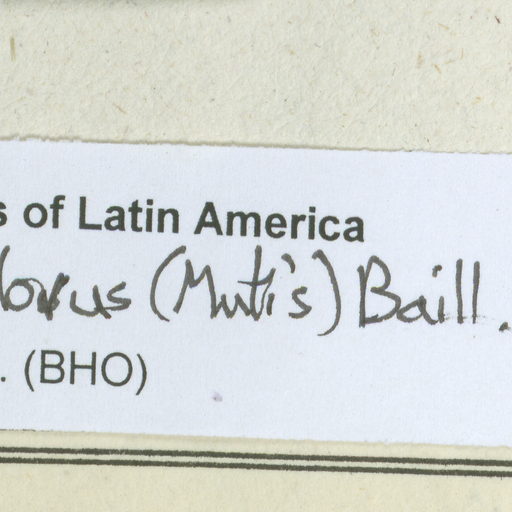 s of Latin America
lorus (Mutis) Baill.
. (BHO)